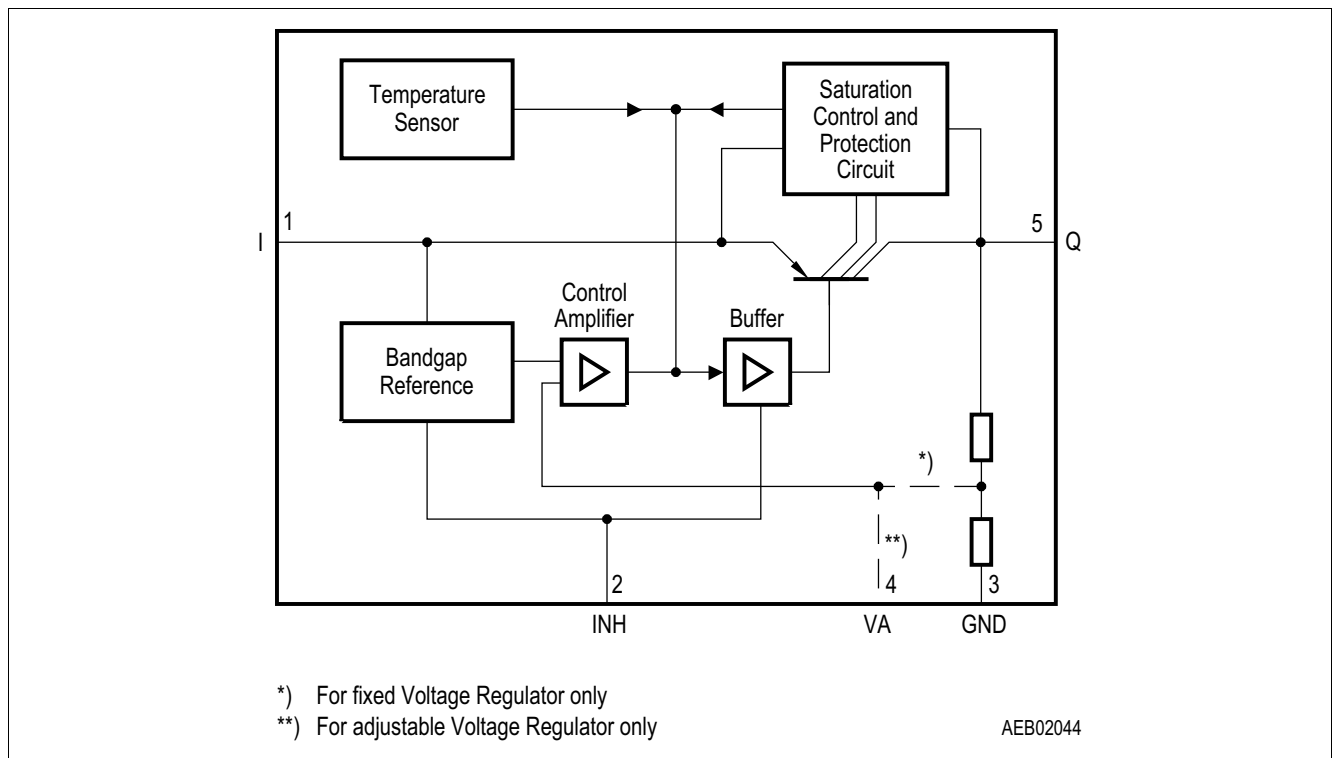 Temperature
Sensor
Saturation
Control and
Protection
Circuit
I
1
5
Q
Control
Amplifier
Buffer
Bandgap
Reference
*)
**)
2
4
3
INH
VA
GND
*) For fixed Voltage Regulator only
**) For adjustable Voltage Regulator only
AEB02044